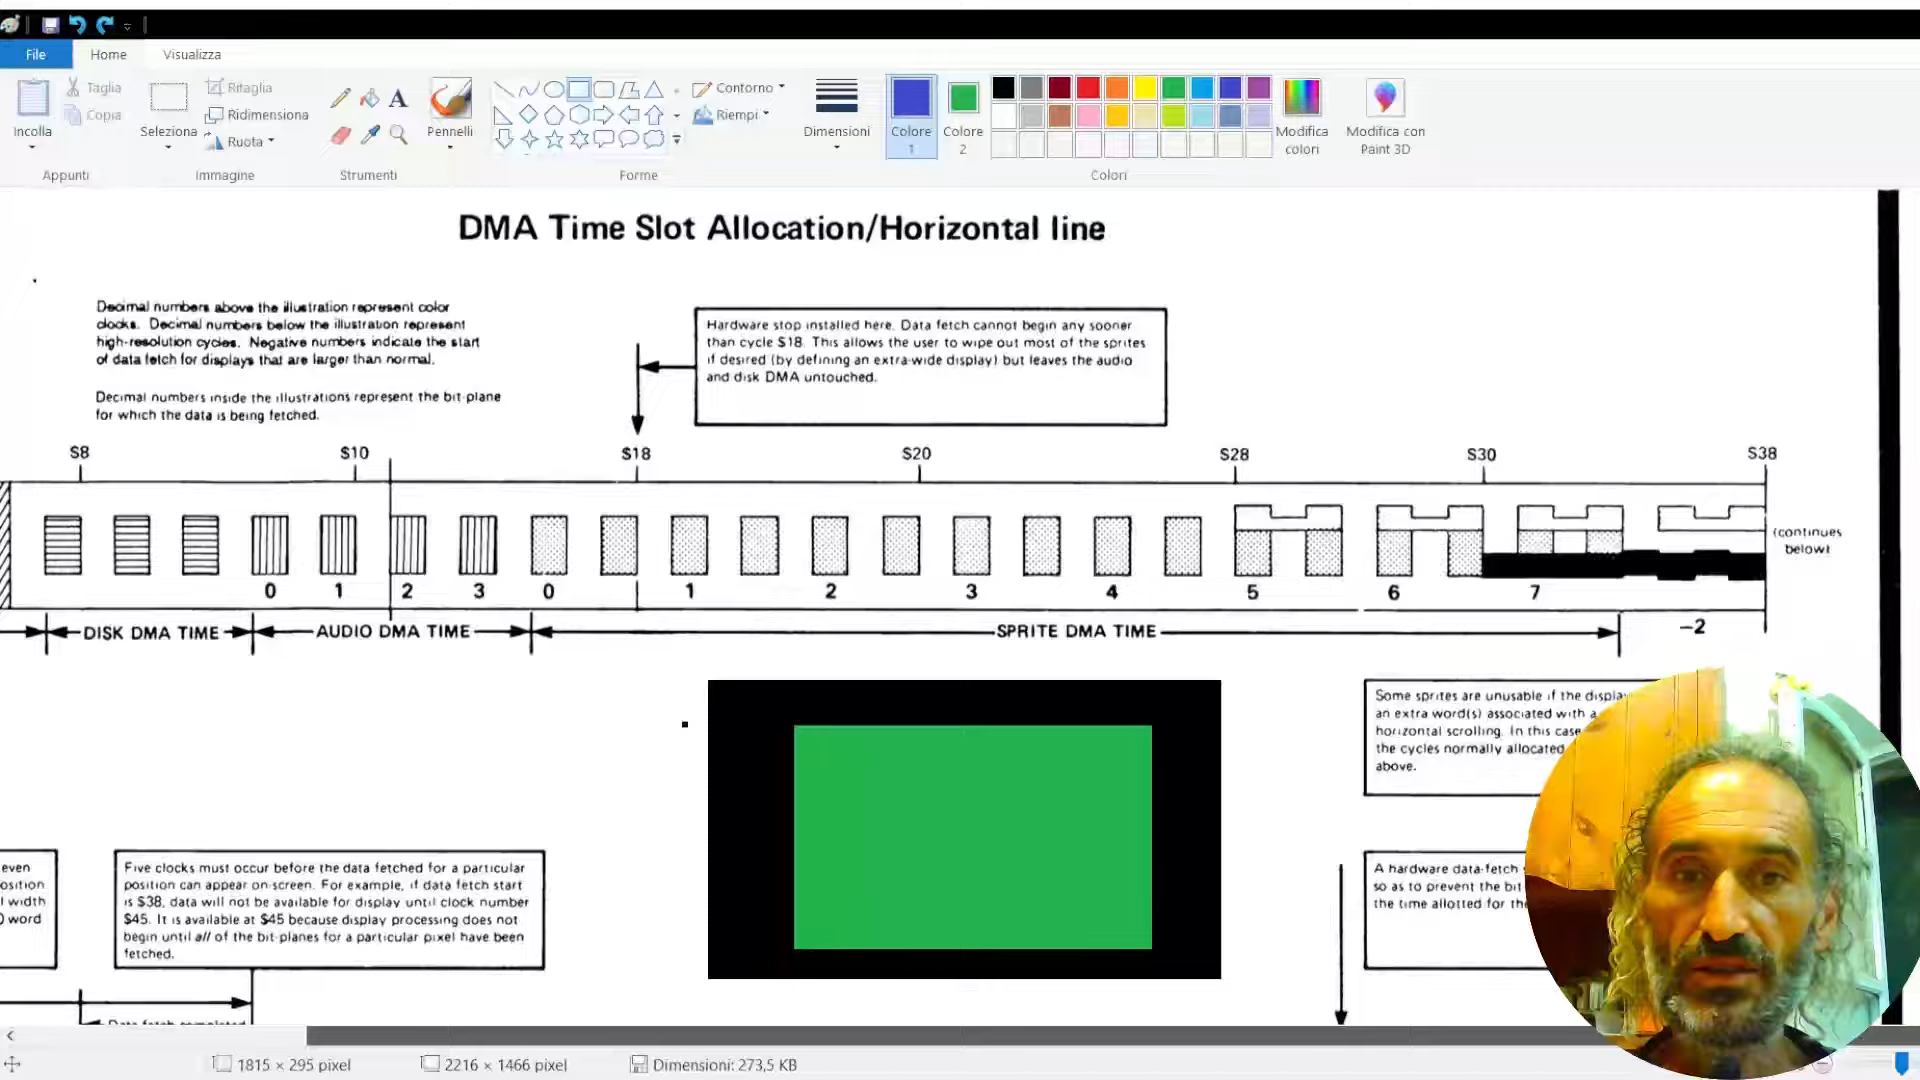 File Home Visualizza
Incolla
Taglia
Copia
Appunti
Seleziona
Ritaglia
Ridimensiona
Ruota
Immagine
A
Strumenti
Pennelli
Forme
Contorno
Riempi
Dimensioni
Colore
1
Colore
2
Modifica
colori
Modifica con
Paint 3D
Colori
DMA Time Slot Allocation/Horizontal line
Decimal numbers above the illustration represent color
clocks. Decimal numbers below the illustration represent
high-resolution cycles. Negative numbers indicate the start
of data fetch for displays that are larger than normal.
Decimal numbers inside the illustrations represent the bit-plane
for which the data is being fetched.
Hardware stop installed here. Data fetch cannot begin any sooner
than cycle $18. This allows the user to wipe out most of the sprites
if desired (by defining an extra-wide display) but leaves the audio
and disk DMA untouched.
$8 $10 $18 $20 $28 $30 $38
(continues
below)
0 1 2 3 0 1 2 3 4 5 6 7
DISK DMA TIME AUDIO DMA TIME SPRITE DMA TIME -2
Some sprites are unusable if the display
an extra word(s) associated with a
horizontal scrolling. In this case
the cycles normally allocated
above.
even
osition
l width
) word
Five clocks must occur before the data fetched for a particular
position can appear on-screen. For example, if data fetch start
is $38, data will not be available for display until clock number
$45. It is available at $45 because display processing does not
begin until all of the bit-planes for a particular pixel have been
fetched.
A hardware data-fetch
so as to prevent the bit
the time allotted for the
1815 × 295 pixel 2216 × 1466 pixel Dimensioni: 273,5 KB